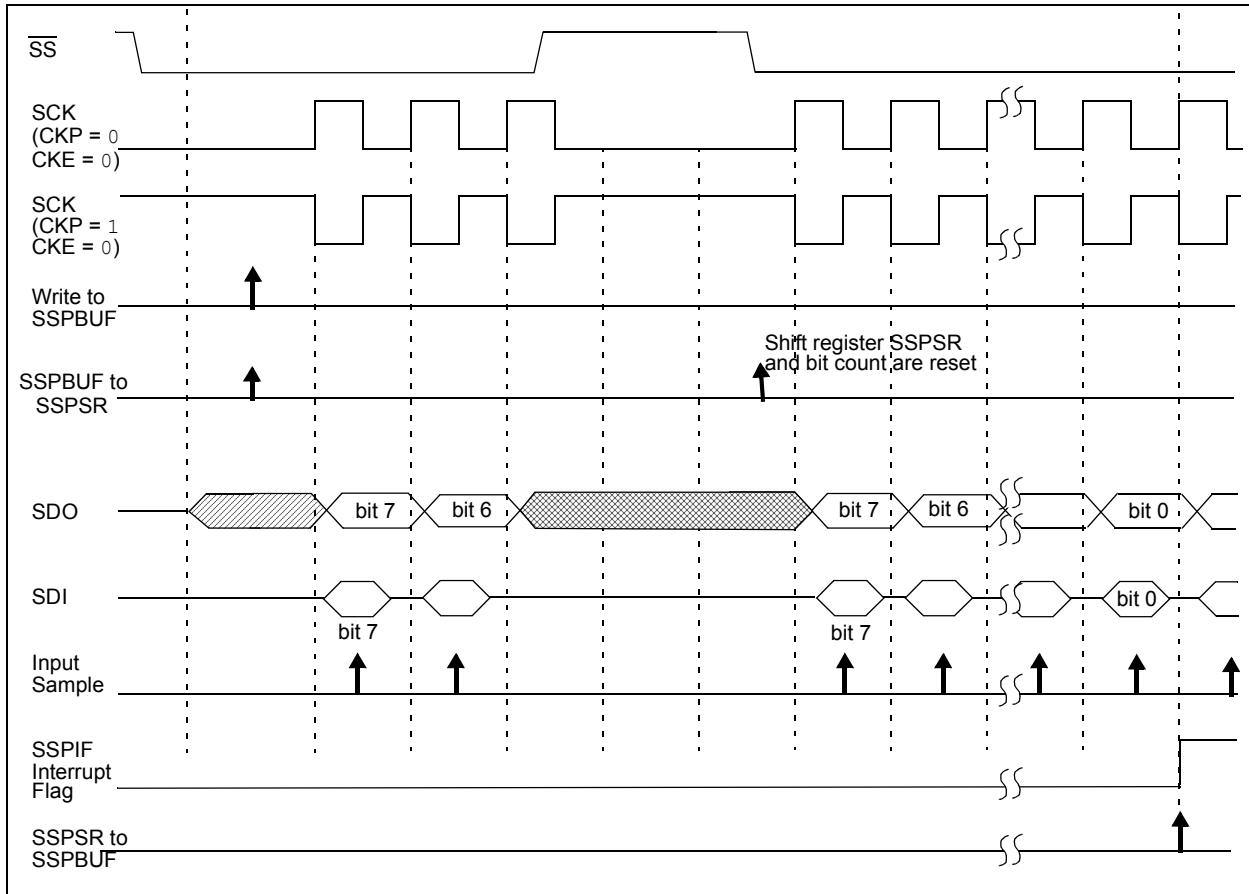 SS
SCK
(CKP = 0
CKE = 0)
SCK
(CKP = 1
CKE = 0)
Write to
SSPBUF
Shift register SSPSR
and bit count are reset
SSPBUF to
SSPSR
SDO
bit 7
bit 6
bit 7
bit 6
bit 0
SDI
bit 0
bit 7
bit 7
Input
Sample
SSPIF
Interrupt
Flag
SSPSR to
SSPBUF